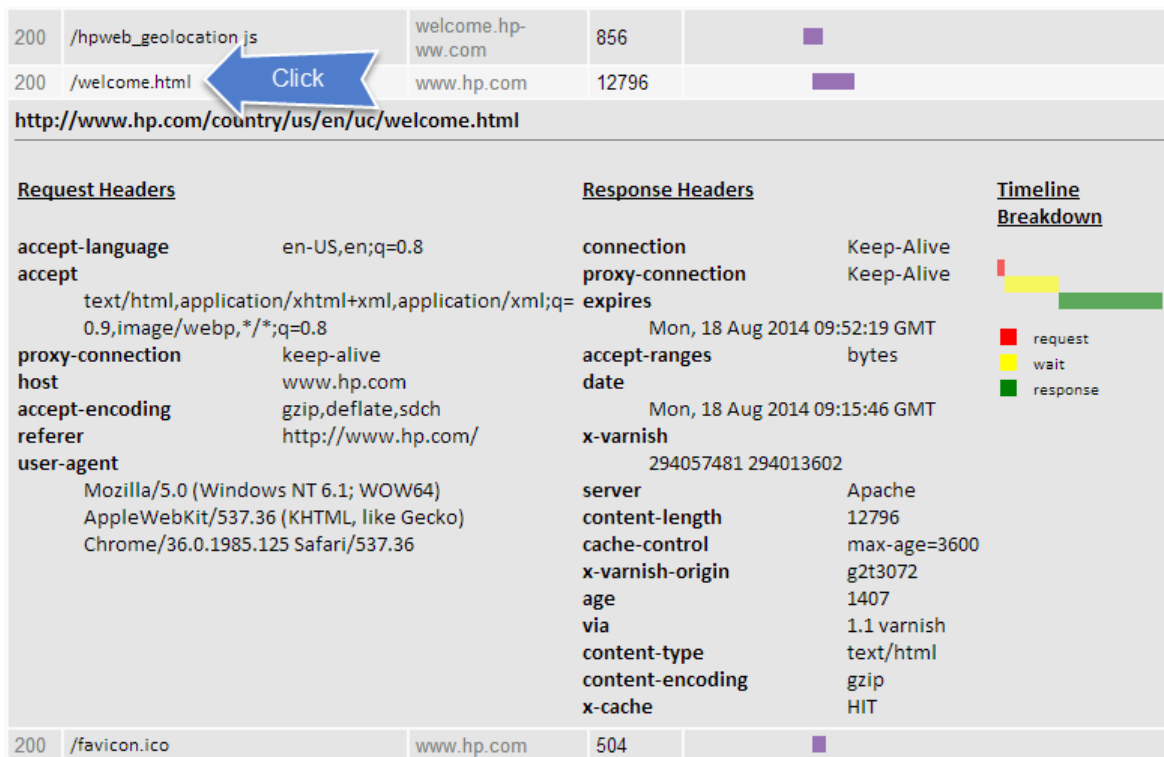 200 /hpweb_geolocation.js welcome.hp-ww.com 856
200 /welcome.html Click www.hp.com 12796
http://www.hp.com/country/us/en/uc/welcome.html
Request Headers
accept-language en-US,en;q=0.8
accept
text/html,application/xhtml+xml,application/xml;q=
0.9,image/webp,*/*;q=0.8
proxy-connection keep-alive
host www.hp.com
accept-encoding gzip,deflate,sdch
referer http://www.hp.com/
user-agent
Mozilla/5.0 (Windows NT 6.1; WOW64)
AppleWebKit/537.36 (KHTML, like Gecko)
Chrome/36.0.1985.125 Safari/537.36
Response Headers
connection Keep-Alive
proxy-connection Keep-Alive
expires
Mon, 18 Aug 2014 09:52:19 GMT
accept-ranges bytes
date
Mon, 18 Aug 2014 09:15:46 GMT
x-varnish
294057481 294013602
server Apache
content-length 12796
cache-control max-age=3600
x-varnish-origin g2t3072
age 1407
via 1.1 varnish
content-type text/html
content-encoding gzip
x-cache HIT
Timeline
Breakdown
request
wait
response
200 /favicon.ico www.hp.com 504